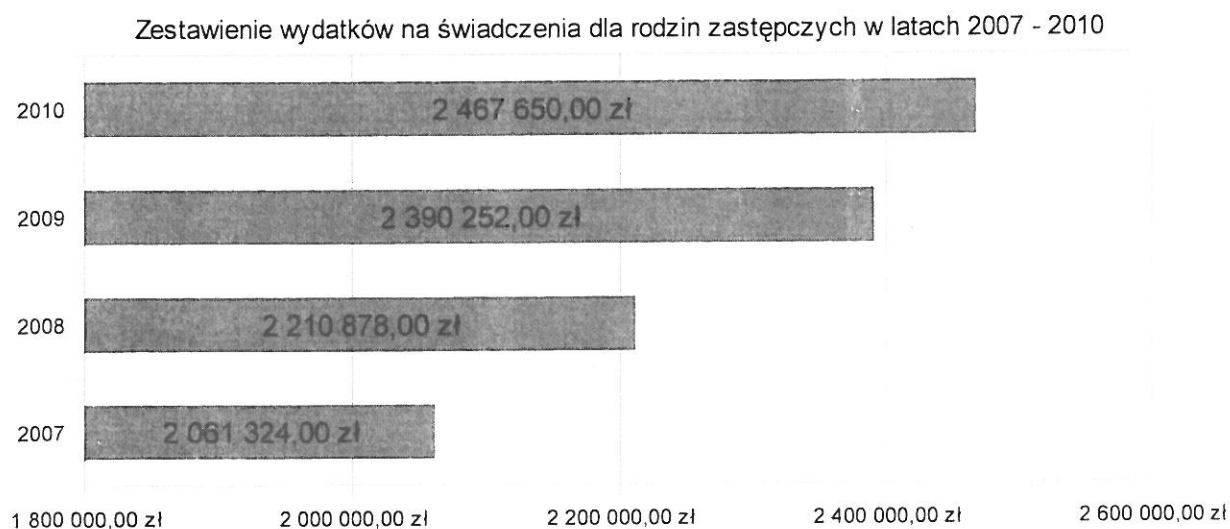 Zestawienie wydatków na świadczenia dla rodzin zastępczych w latach 2007 - 2010
2010
2 467 650,00 zł
2009
2 390 252,00 zł
2008
2 210 878,00 zł
2007
2 061 324,00 zł
1 800 000,00 zł 2 000 000,00 zł 2 200 000,00 zł 2 400 000,00 zł 2 600 000,00 zł